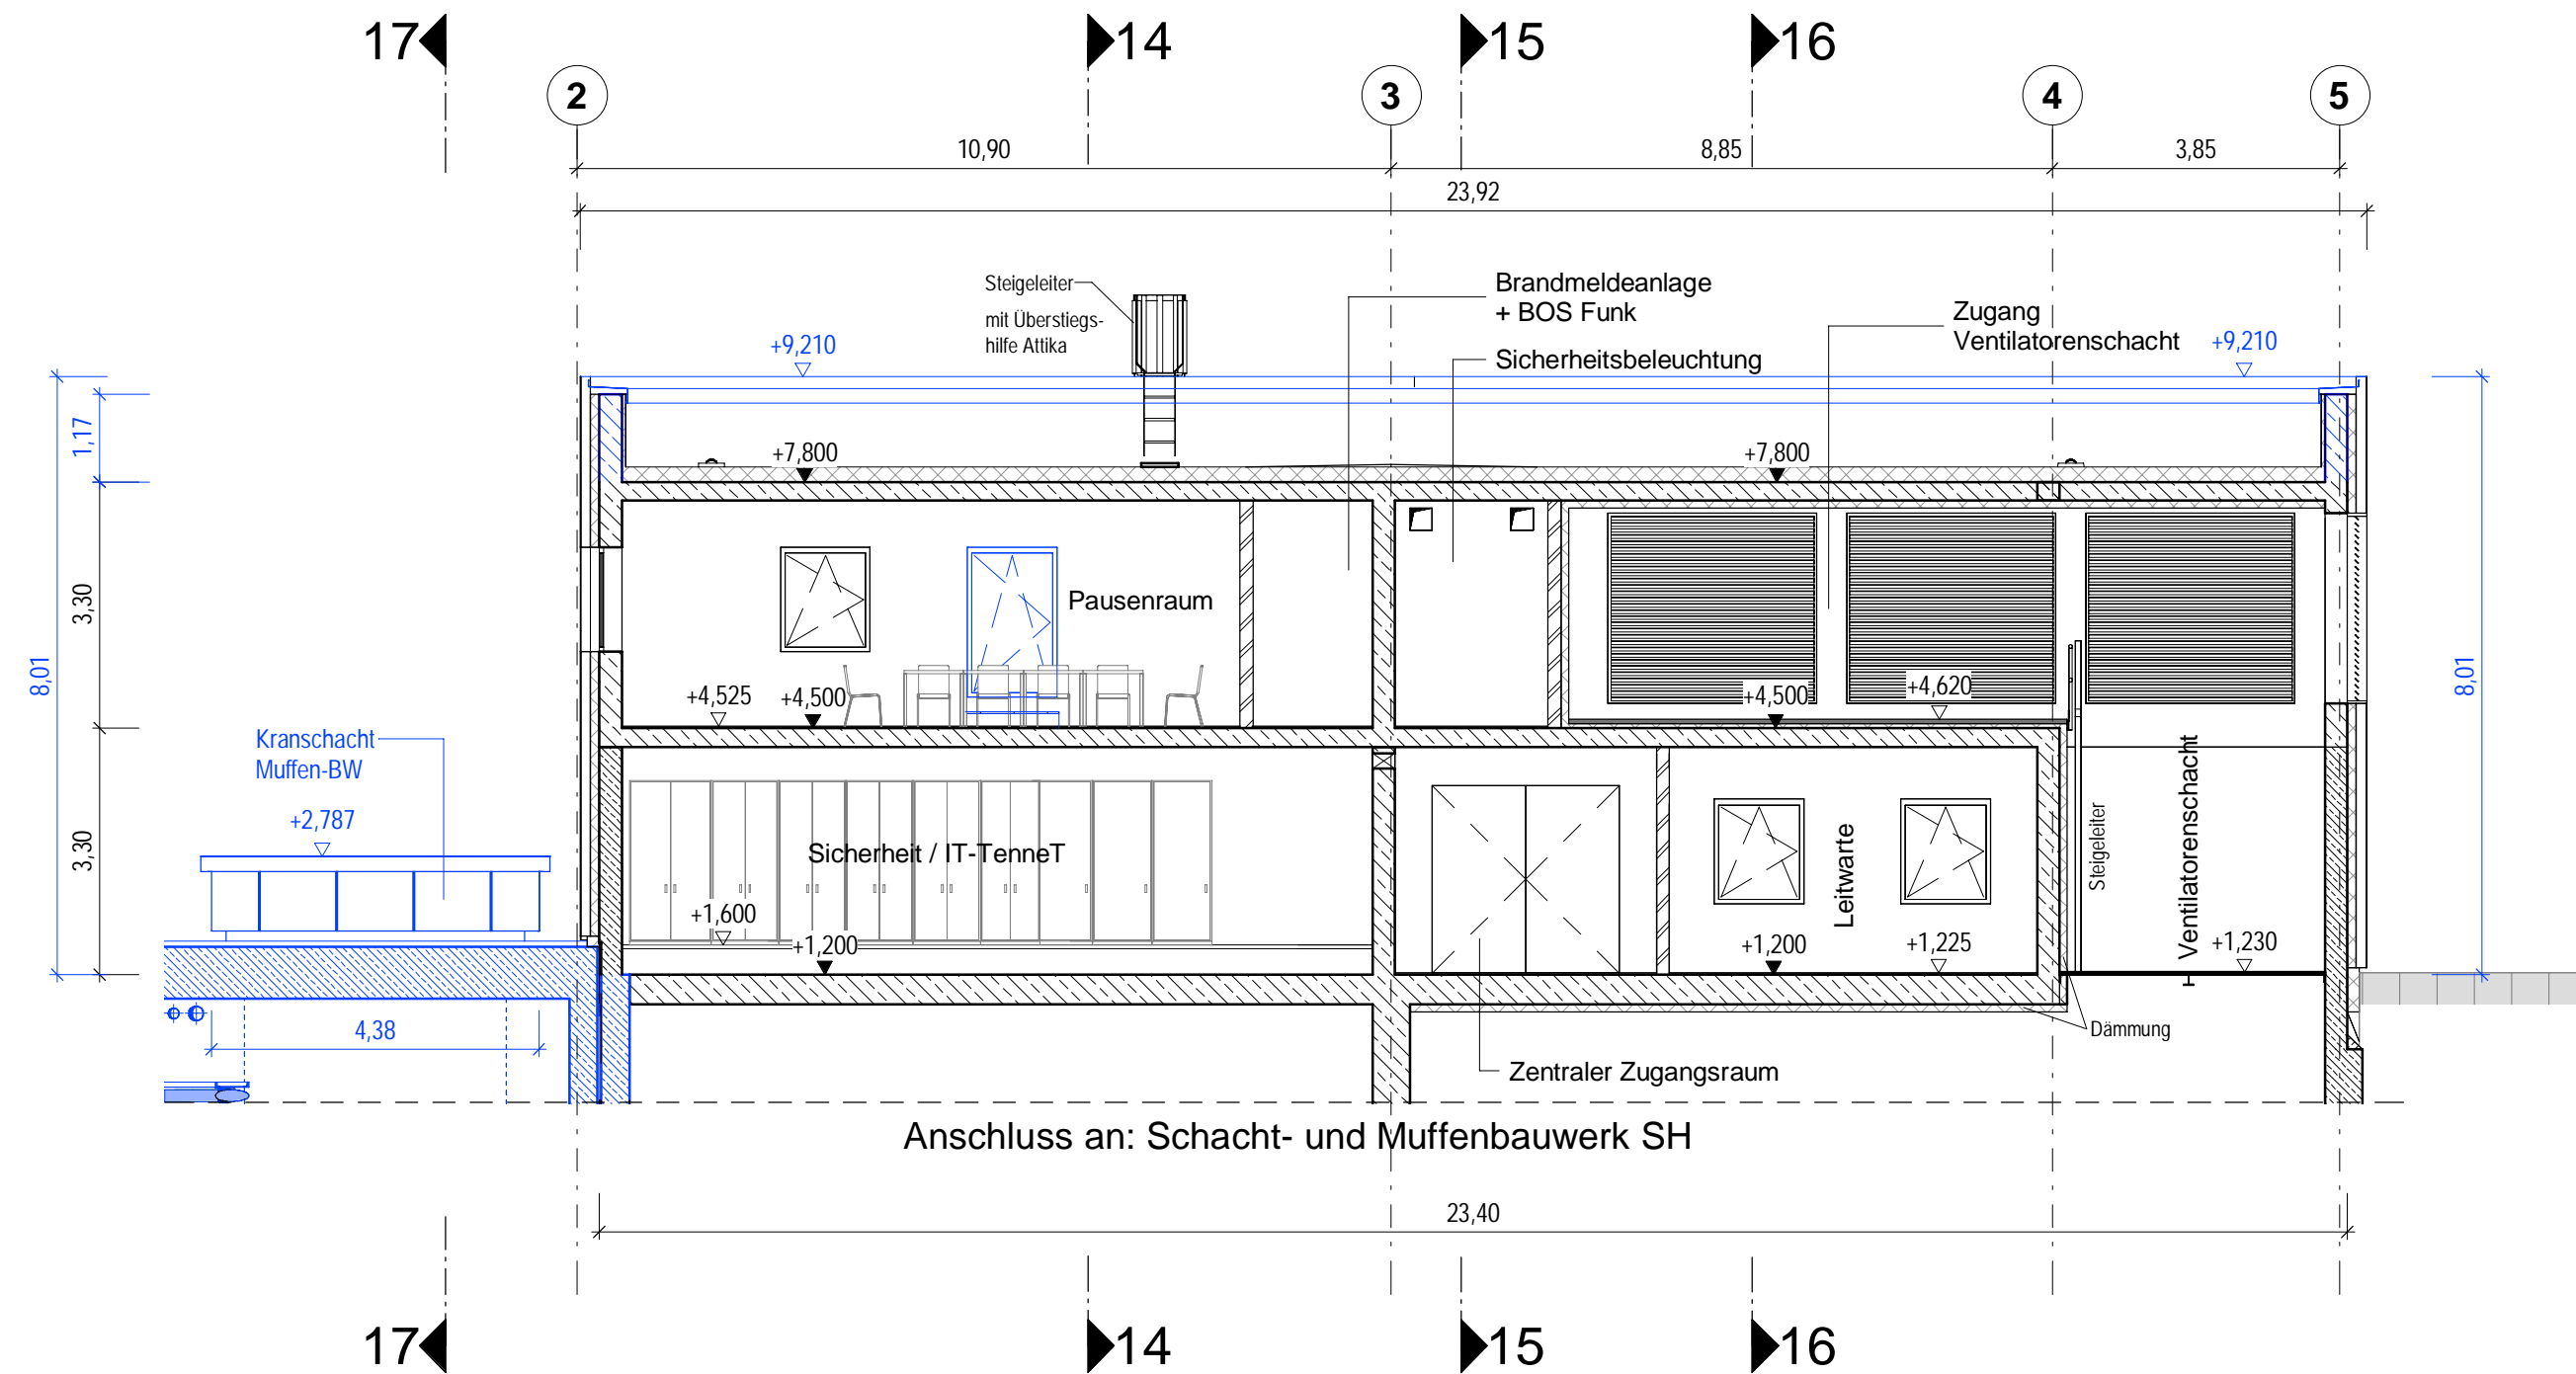 17
14
15
16
2
3
4
5
10,90
8,85
3,85
23,92
Steigeleiter
mit Überstiegs-
hilfe Attika
Brandmeldeanlage
+ BOS Funk
Sicherheitsbeleuchtung
Zugang
Ventilatorenschacht
+9,210
+9,210
1,17
+7,800
+7,800
3,30
8,01
8,01
Pausenraum
+4,525
+4,500
+4,500
+4,620
Kranschacht
Muffen-BW
+2,787
3,30
Sicherheit / IT-TenneT
+1,600
+1,200
Leitwarte
+1,200
+1,225
Steigeleiter
Ventilatorenschacht
+1,230
4,38
Dämmung
Zentraler Zugangsraum
Anschluss an: Schacht- und Muffenbauwerk SH
23,40
17
14
15
16